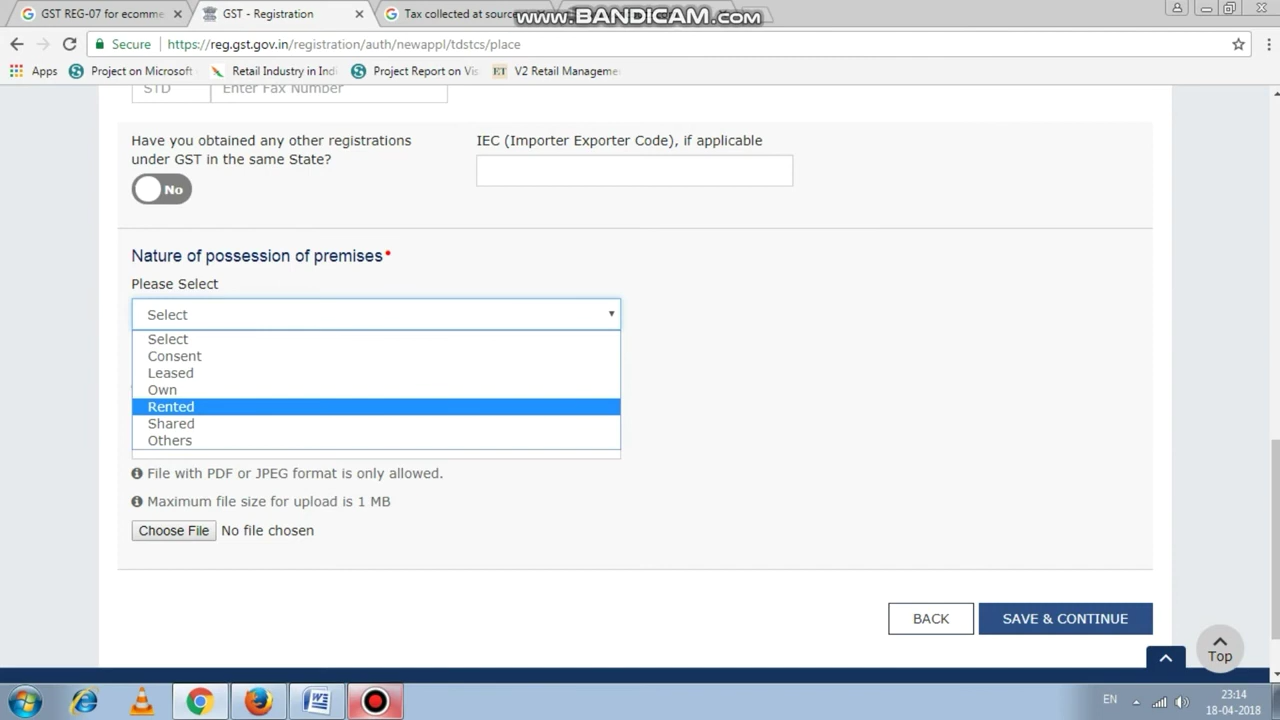 GST REG-07 for ecomme
GST - Registration
Tax collected at source
www.BANDICAM.com
Secure
https://reg.gst.gov.in/registration/auth/newappl/tdstcs/place
Apps
Project on Microsoft
Retail Industry in Indi
Project Report on Vis
ET
V2 Retail Manageme
STD
Enter Fax Number
Have you obtained any other registrations
under GST in the same State?
No
IEC (Importer Exporter Code), if applicable
Nature of possession of premises•
Please Select
Select
Select
Consent
Leased
Own
Rented
Shared
Others
File with PDF or JPEG format is only allowed.
Maximum file size for upload is 1 MB
Choose File No file chosen
BACK
SAVE & CONTINUE
Top
EN
23:14
18-04-2018